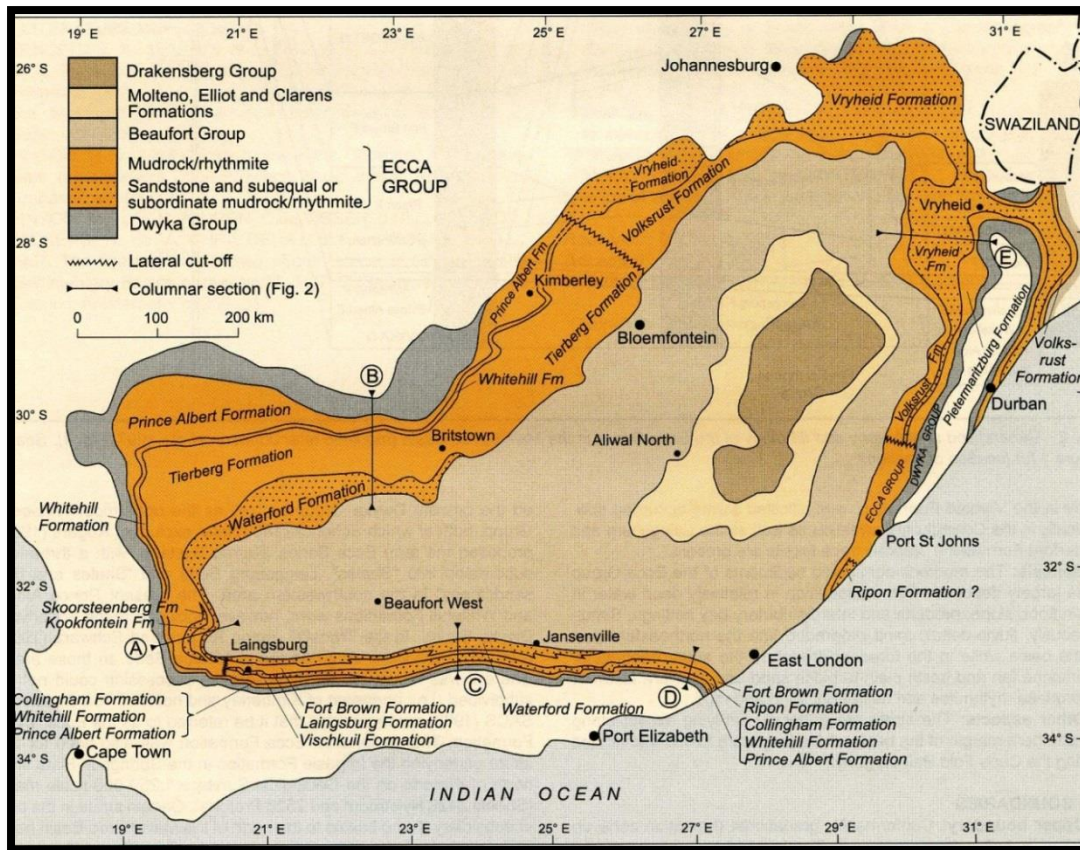 19° E
21° E
23° E
25° E
27° E
29° E
31° E
26° S
28° S
30° S
32° S
34° S
Drakensberg Group
Molteno, Elliot and Clarens
Formations
Beaufort Group
Mudrock/rhythmite
Sandstone and subequal or
subordinate mudrock/rhythmite
ECCA
GROUP
Dwyka Group
Lateral cut-off
Columnar section (Fig. 2)
0 100 200 km
Johannesburg
Vryheid Formation
SWAZILAND
Vryheid
Formation
Volksrust Formation
Vryheid
Vryheid
Fm
E
Prince Albert Fm
Kimberley
Tierberg Formation
Bloemfontein
Whitehill Fm
Pietermaritzburg Formation
Volks-
rust
Formation
Volksrust Fm
DWYKA GROUP
Durban
B
Prince Albert Formation
Britstown
Aliwal North
Tierberg Formation
Waterford Formation
ECCA GROUP
Whitehill
Formation
Port St Johns
32° S
Ripon Formation ?
Skoorsteenberg Fm
Kookfontein Fm
Beaufort West
A
Laingsburg
Jansenville
East London
C
D
Collingham Formation
Whitehill Formation
Prince Albert Formation
Fort Brown Formation
Laingsburg Formation
Vischkuil Formation
Waterford Formation
Fort Brown Formation
Ripon Formation
Collingham Formation
Whitehill Formation
Prince Albert Formation
Cape Town
Port Elizabeth
34° S
INDIAN OCEAN
19° E
21° E
23° E
25° E
27° E
29° E
31° E